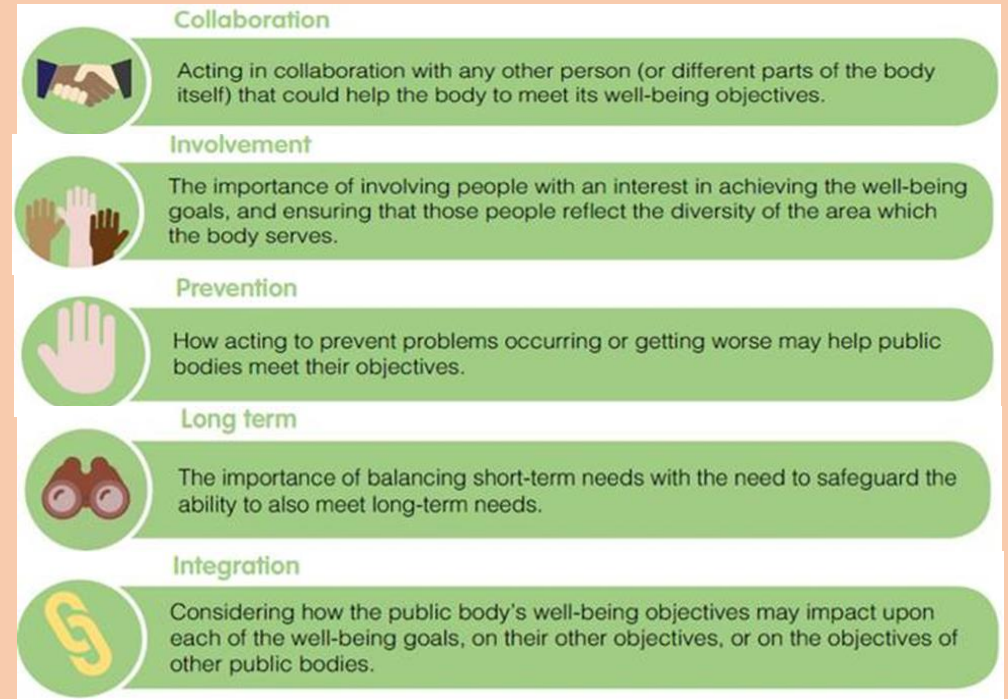 Collaboration
Acting in collaboration with any other person (or different parts of the body
itself) that could help the body to meet its well-being objectives.
Involvement
The importance of involving people with an interest in achieving the well-being
goals, and ensuring that those people reflect the diversity of the area which
the body serves.
Prevention
How acting to prevent problems occurring or getting worse may help public
bodies meet their objectives.
Long term
The importance of balancing short-term needs with the need to safeguard the
ability to also meet long-term needs.
Integration
Considering how the public body's well-being objectives may impact upon
each of the well-being goals, on their other objectives, or on the objectives of
other public bodies.